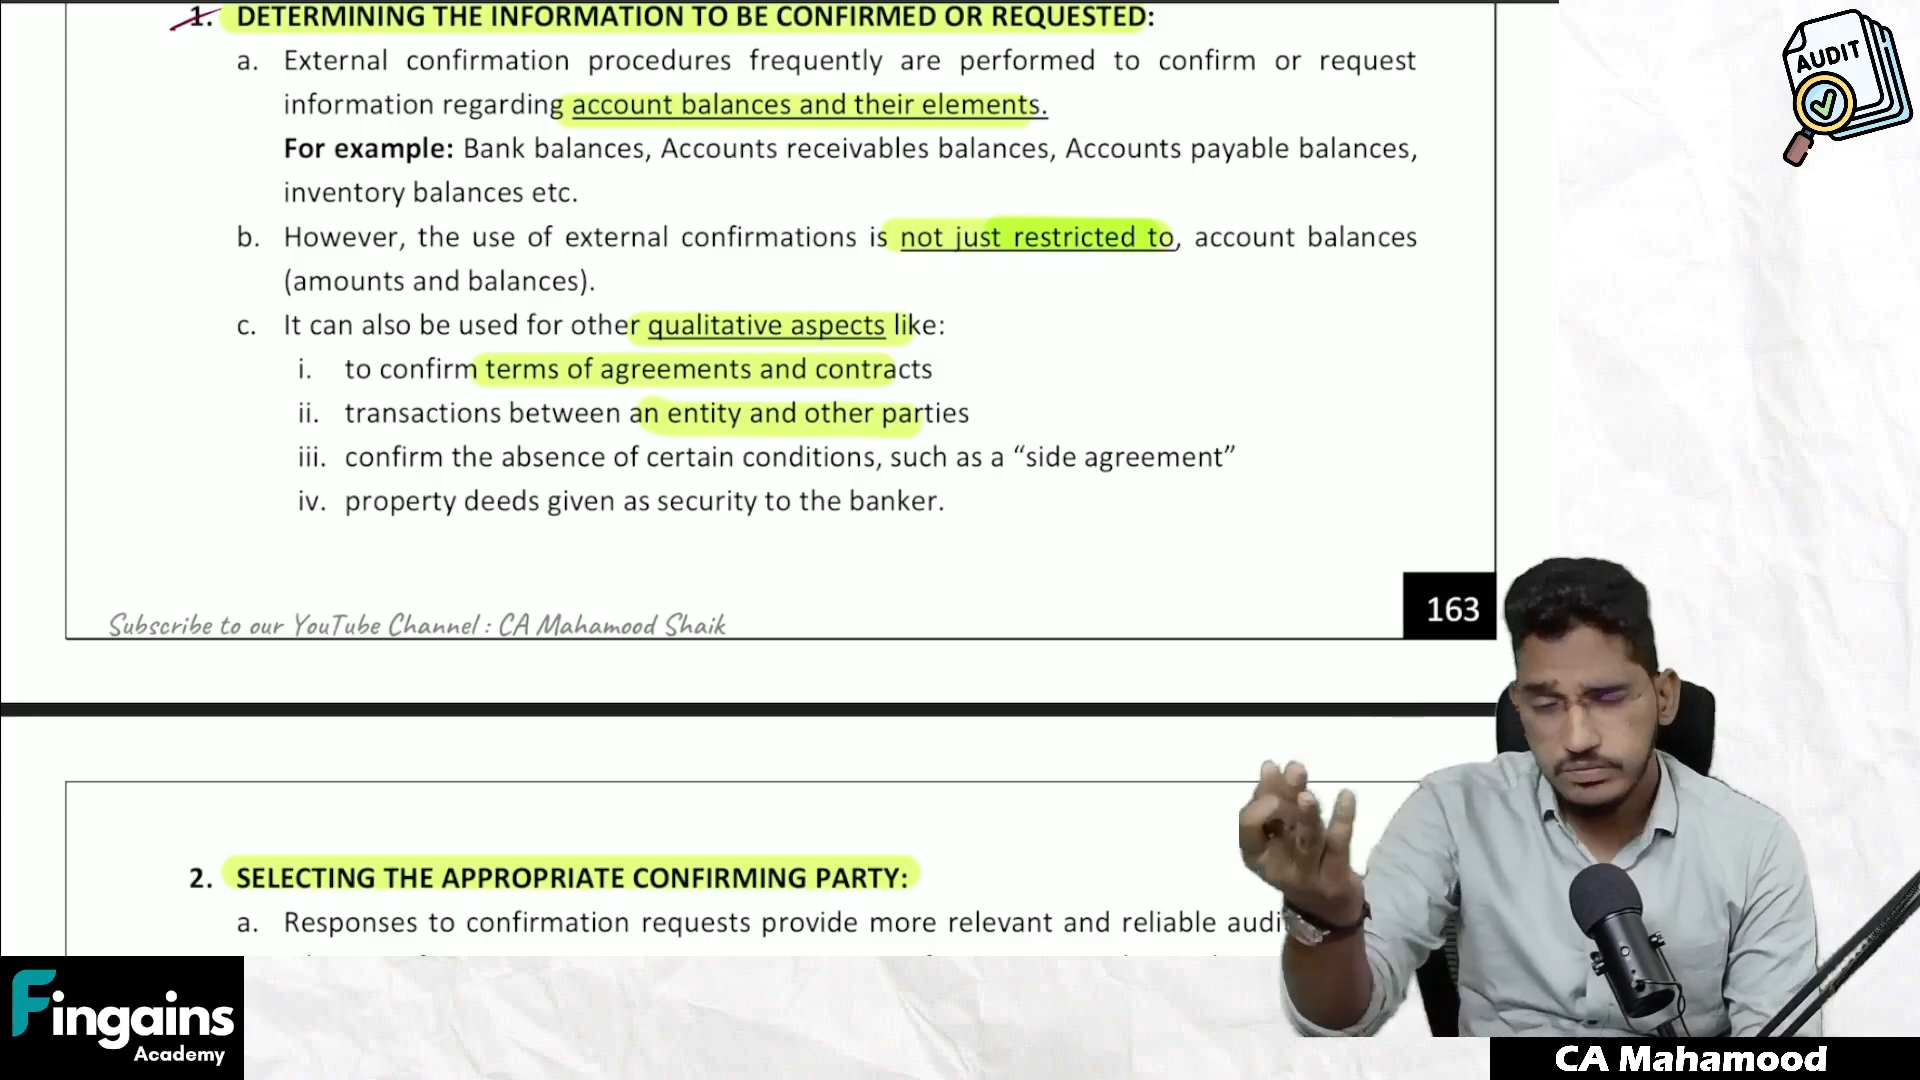 1. DETERMINING THE INFORMATION TO BE CONFIRMED OR REQUESTED:
AUDIT
a. External confirmation procedures frequently are performed to confirm or request
information regarding account balances and their elements.
For example: Bank balances, Accounts receivables balances, Accounts payable balances,
inventory balances etc.
b. However, the use of external confirmations is not just restricted to, account balances
(amounts and balances).
c. It can also be used for other qualitative aspects like:
i. to confirm terms of agreements and contracts
ii. transactions between an entity and other parties
iii. confirm the absence of certain conditions, such as a “side agreement”
iv. property deeds given as security to the banker.
163
Subscribe to our YouTube Channel : CA Mahamood Shaik
2. SELECTING THE APPROPRIATE CONFIRMING PARTY:
a. Responses to confirmation requests provide more relevant and reliable
Fingains
Academy
CA Mahamood